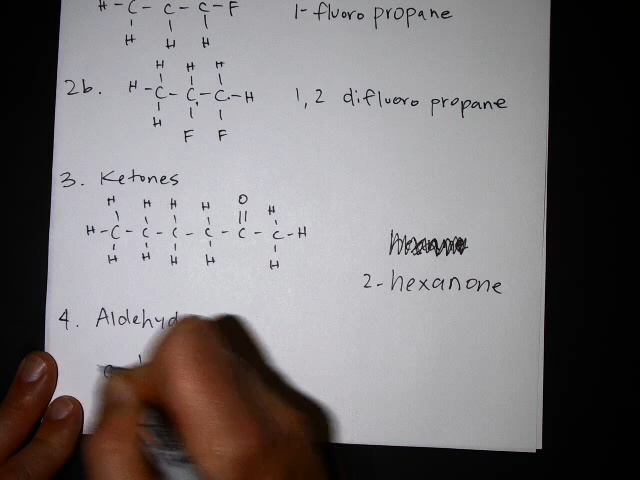 H - C - C - C - F 1-fluoro propane
H H H
H H H
2b. H - C - C - C - H 1,2 difluoro propane
H F F
3. Ketones
H H H H O H
H - C - C - C - C - C - C - H
H H H H H
2-hexanone
4. Aldehyd